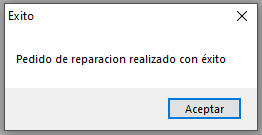 Exito
Pedido de reparacion realizado con éxito
Aceptar